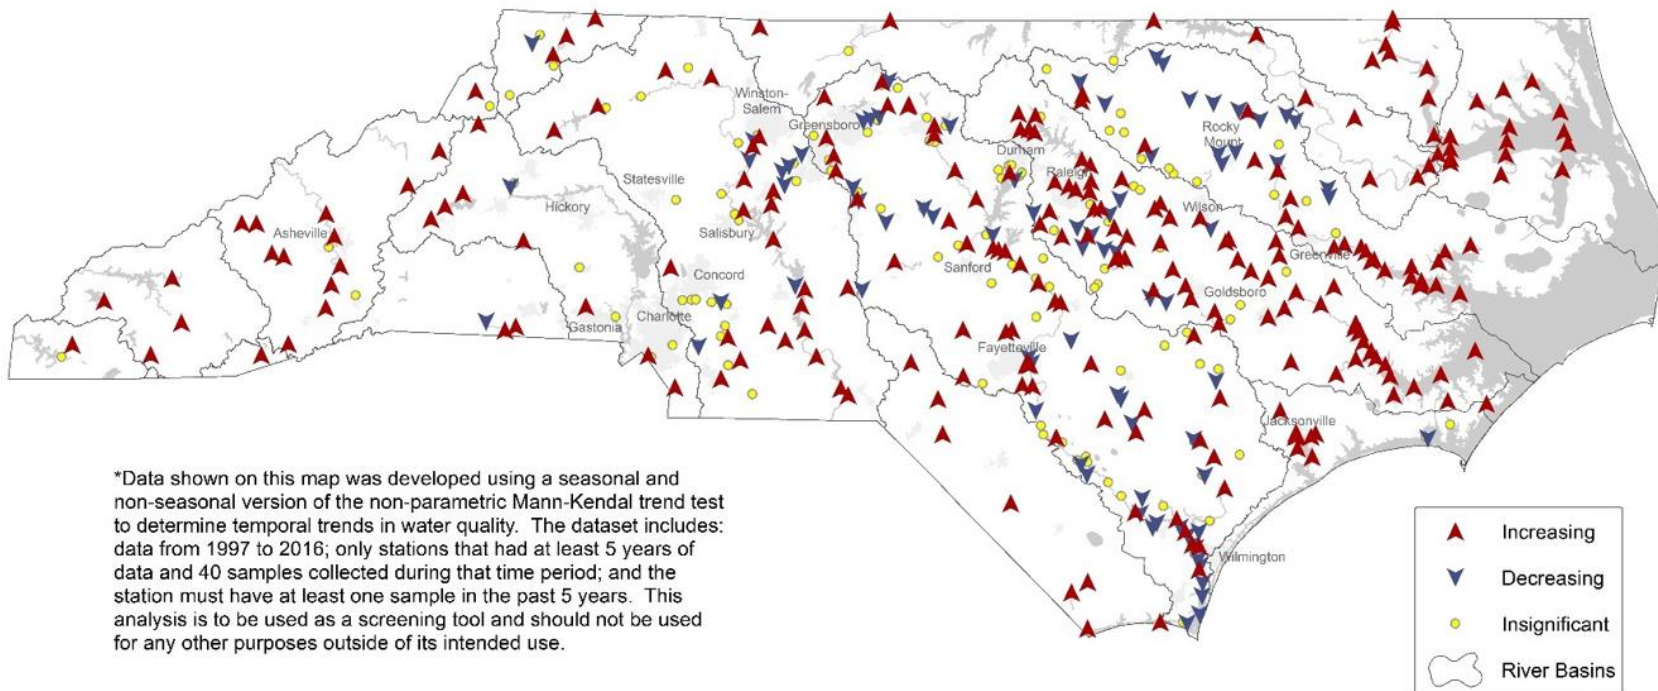 Winston-
Salem
Greensboro
Durham
Rocky
Mount
Raleigh
Statesville
Hickory
Wilson
Asheville
Salisbury
Greenville
Sanford
Concord
Goldsboro
Charlotte
Gastonia
Fayetteville
Jacksonville
Wilmington
*Data shown on this map was developed using a seasonal and
non-seasonal version of the non-parametric Mann-Kendal trend test
to determine temporal trends in water quality. The dataset includes:
data from 1997 to 2016; only stations that had at least 5 years of
data and 40 samples collected during that time period; and the
station must have at least one sample in the past 5 years. This
analysis is to be used as a screening tool and should not be used
for any other purposes outside of its intended use.
Increasing
Decreasing
Insignificant
River Basins